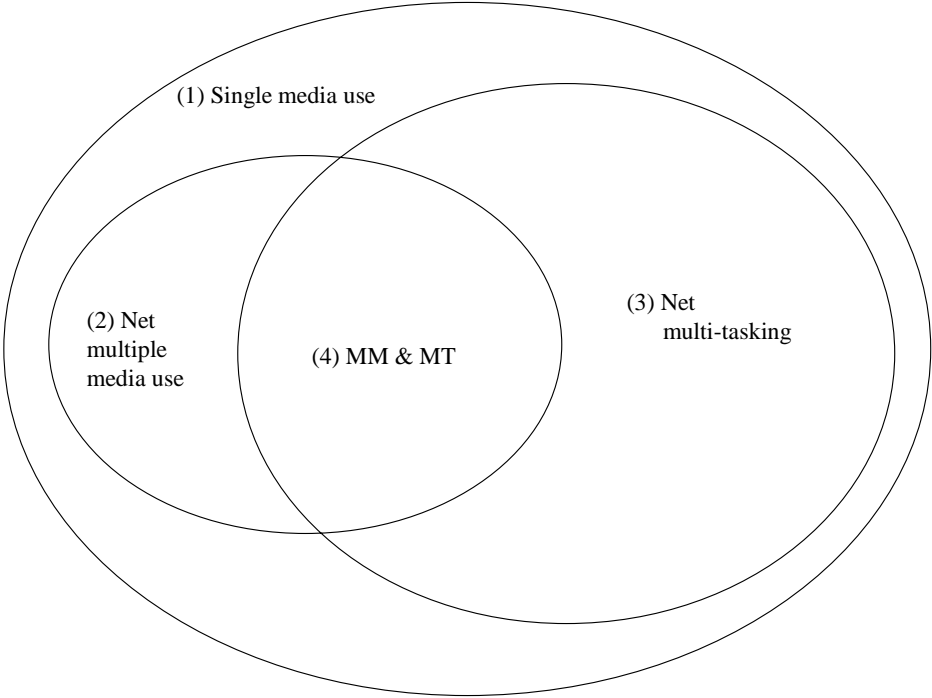 (1) Single media use
(2) Net
multiple
media use
(4) MM & MT
(3) Net
multi-tasking